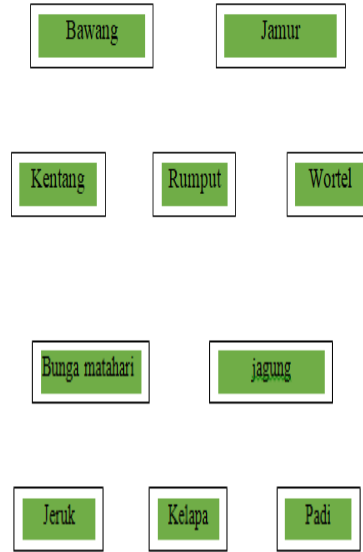 Bawang
Jamur
Kentang
Rumput
Wortel
Bunga matahari
jagung
Jeruk
Kelapa
Padi